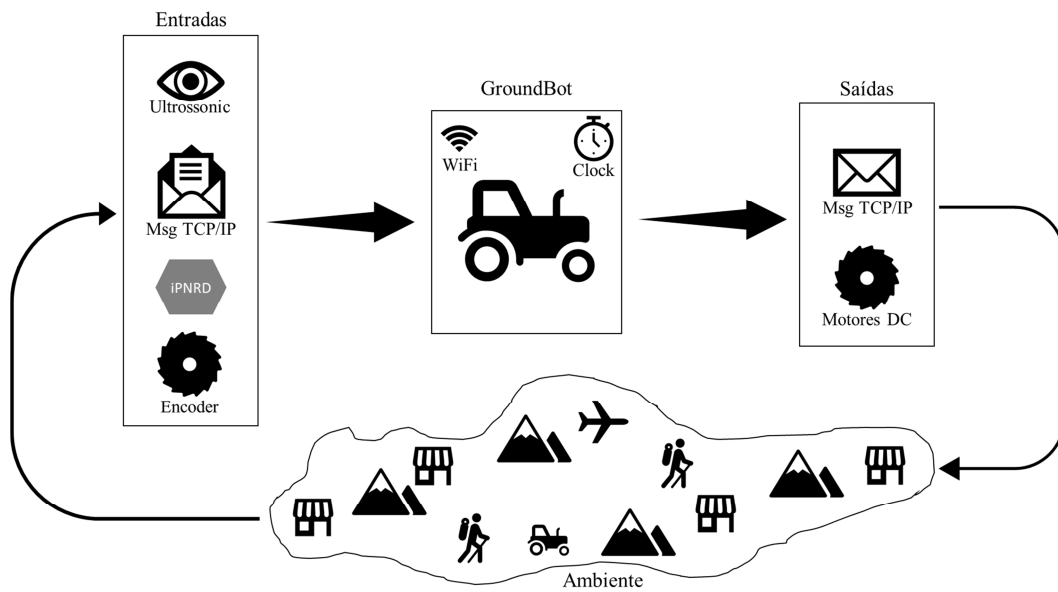 Entradas
Ultrossonic
Msg TCP/IP
iPNRD
Encoder
GroundBot
WiFi
Clock
Saídas
Msg TCP/IP
Motores DC
Ambiente